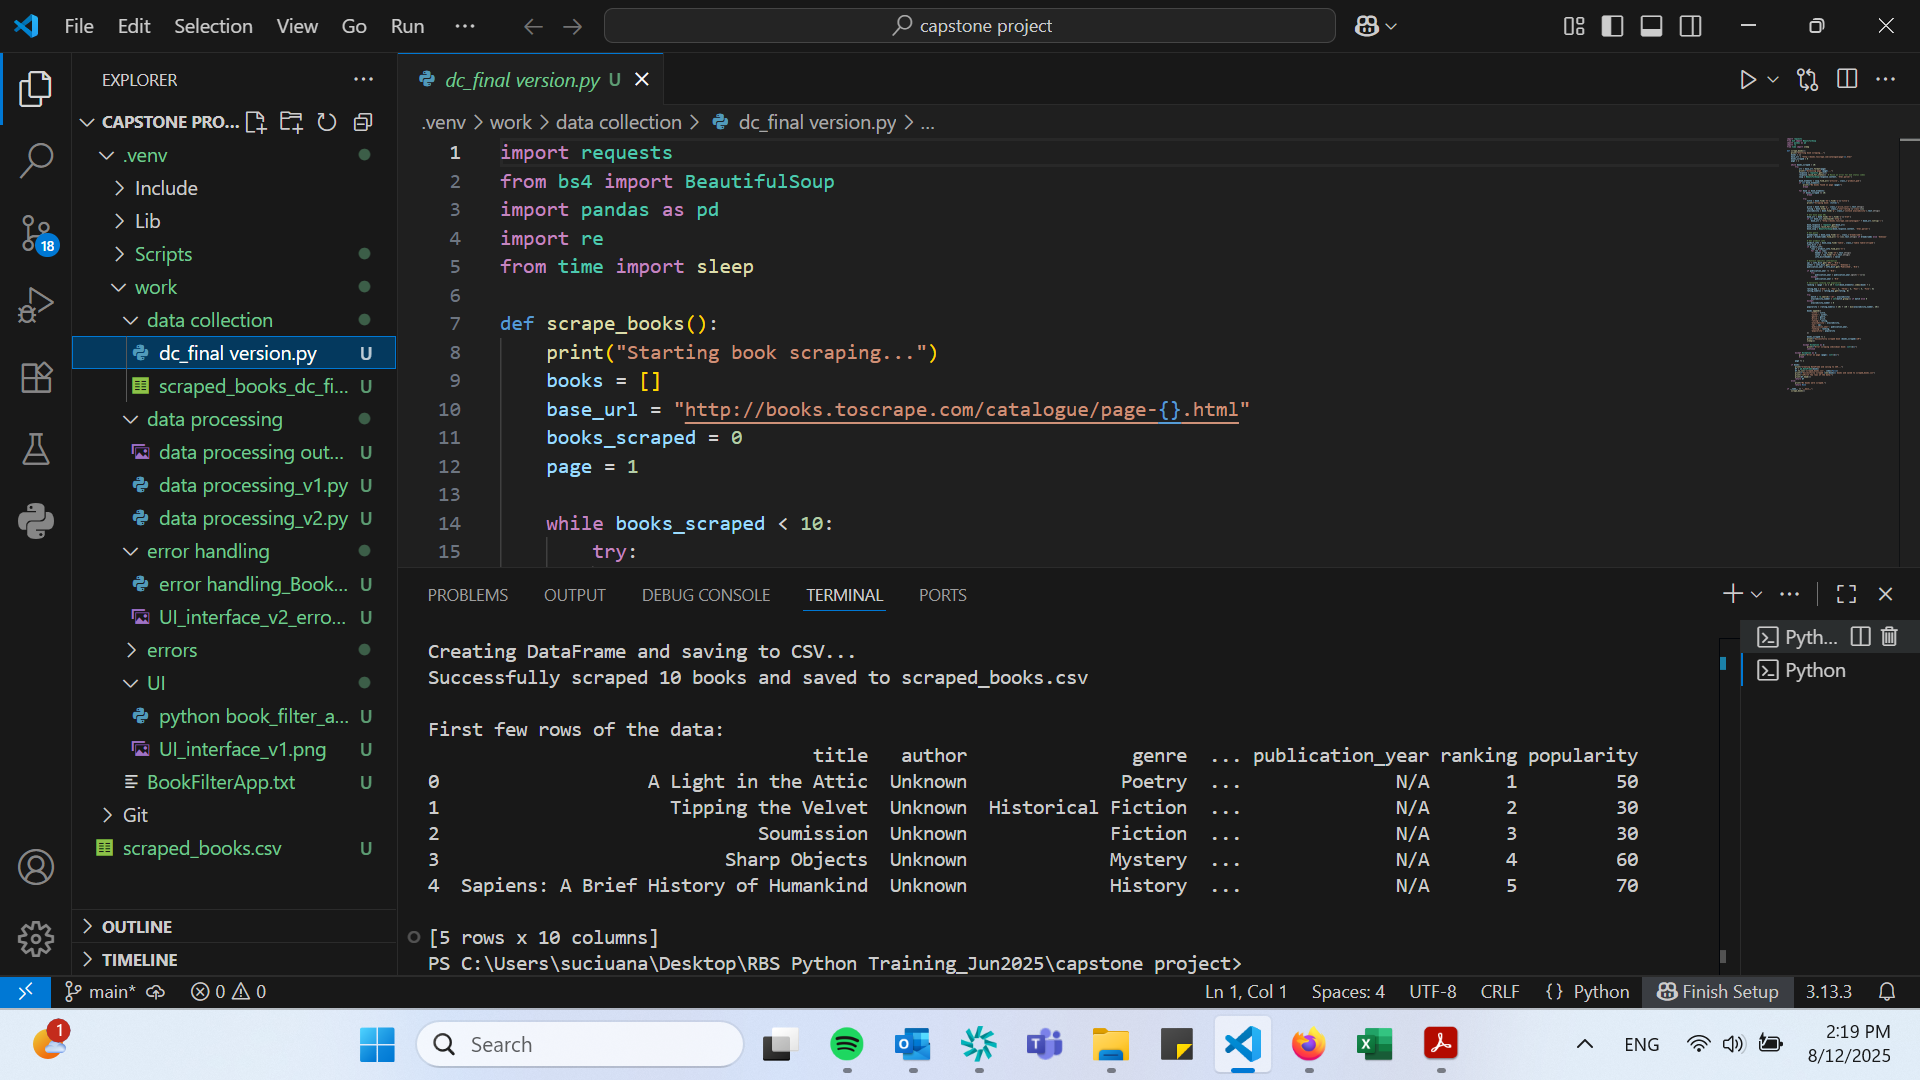 File Edit Selection View Go Run ...
capstone project
EXPLORER
CAPSTONE PRO...
.venv
Include
Lib
Scripts
work
data collection
dc_final version.py U
scraped_books_dc_fi... U
data processing
data processing out... U
data processing_v1.py U
data processing_v2.py U
error handling
error handling_Book... U
UI_interface_v2_erro... U
errors
UI
python book_filter_a... U
UI_interface_v1.png U
BookFilterApp.txt U
Git
scraped_books.csv U
OUTLINE
TIMELINE
18
dc_final version.py U
.venv > work > data collection > dc_final version.py > ...
1 import requests
2 from bs4 import BeautifulSoup
3 import pandas as pd
4 import re
5 from time import sleep
6
7 def scrape_books():
8 print("Starting book scraping...")
9 books = []
10 base_url = "http://books.toscrape.com/catalogue/page-{}.html"
11 books_scraped = 0
12 page = 1
13
14 while books_scraped < 10:
15 try:
PROBLEMS OUTPUT DEBUG CONSOLE TERMINAL PORTS
Creating DataFrame and saving to CSV...
Successfully scraped 10 books and saved to scraped_books.csv
First few rows of the data:
title author genre ... publication_year ranking popularity
0 A Light in the Attic Unknown Poetry ... N/A 1 50
1 Tipping the Velvet Unknown Historical Fiction ... N/A 2 30
2 Soumission Unknown Fiction ... N/A 3 30
3 Sharp Objects Unknown Mystery ... N/A 4 60
4 Sapiens: A Brief History of Humankind Unknown History ... N/A 5 70
[5 rows x 10 columns]
PS C:\Users\suciuana\Desktop\RBS Python Training_Jun2025\capstone project>
Pyth...
Python
main* 0 0 Ln 1, Col 1 Spaces: 4 UTF-8 CRLF {} Python Finish Setup 3.13.3
1 Search ENG 2:19 PM
8/12/2025